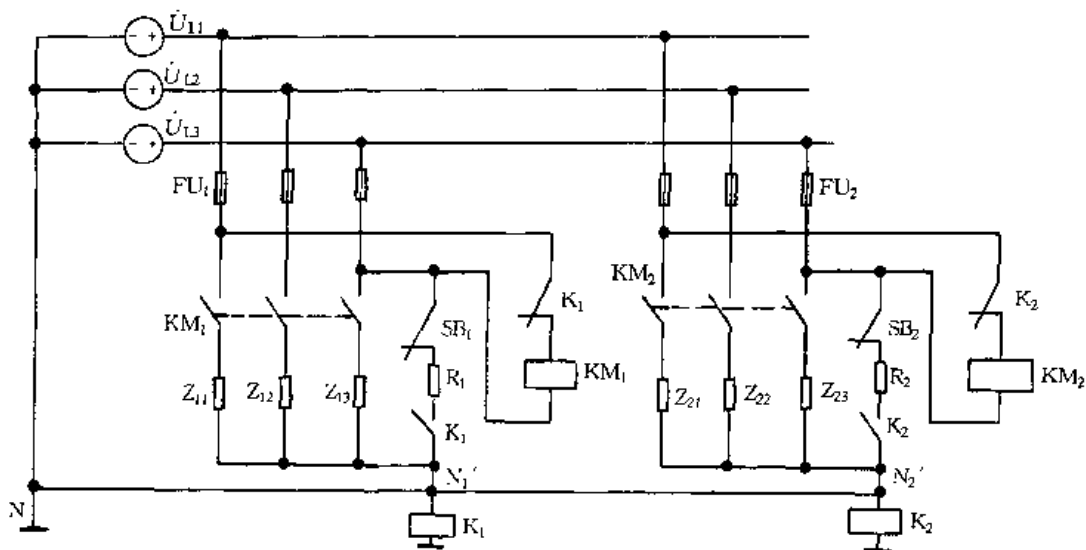 U̇L1
U̇L2
U̇L3
FU1
FU2
KM2
K1
K2
KM1
SB1
SB2
R1
KM1
R2
KM2
Z11
Z12
Z13
Z21
Z22
Z23
K1
K2
N1′
N2′
N
K1
K2